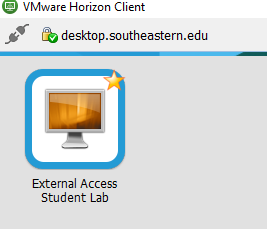 VMware Horizon Client
desktop.southeastern.edu
External Access
Student Lab